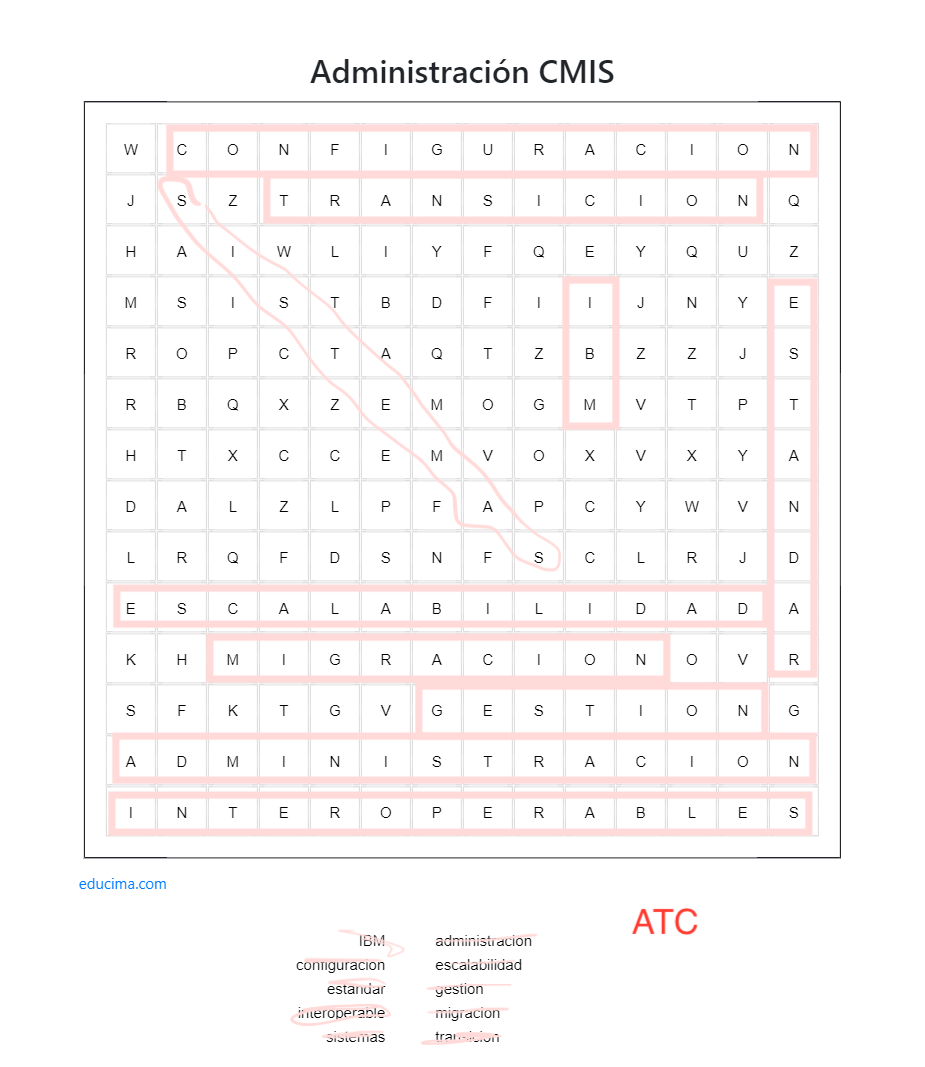 Administración CMIS
W C O N F I G U R A C I O N
J S Z T R A N S I C I O N Q
H A I W L I Y F Q E Y Q U Z
M S I S T B D F I I J N Y E
R O P C T A Q T Z B Z Z J S
R B Q X Z E M O G M V T P T
H T X C C E M V O X V X Y A
D A L Z L P F A P C Y W V N
L R Q F D S N F S C L R J D
E S C A L A B I L I D A D A
K H M I G R A C I O N O V R
S F K T G V G E S T I O N G
A D M I N I S T R A C I O N
I N T E R O P E R A B L E S
educima.com
ATC
IBM administracion
configuracion escalabilidad
estandar gestion
interoperable migracion
sistemas transicion